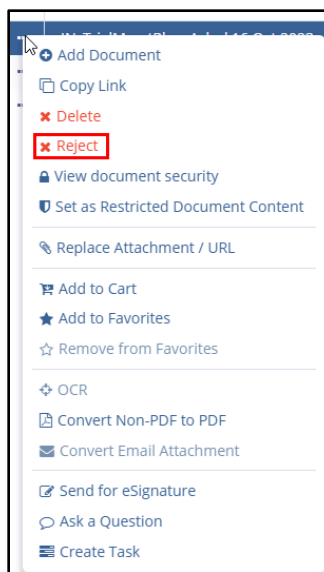 Add Document
Copy Link
Delete
Reject
View document security
Set as Restricted Document Content
Replace Attachment / URL
Add to Cart
Add to Favorites
Remove from Favorites
OCR
Convert Non-PDF to PDF
Convert Email Attachment
Send for eSignature
Ask a Question
Create Task